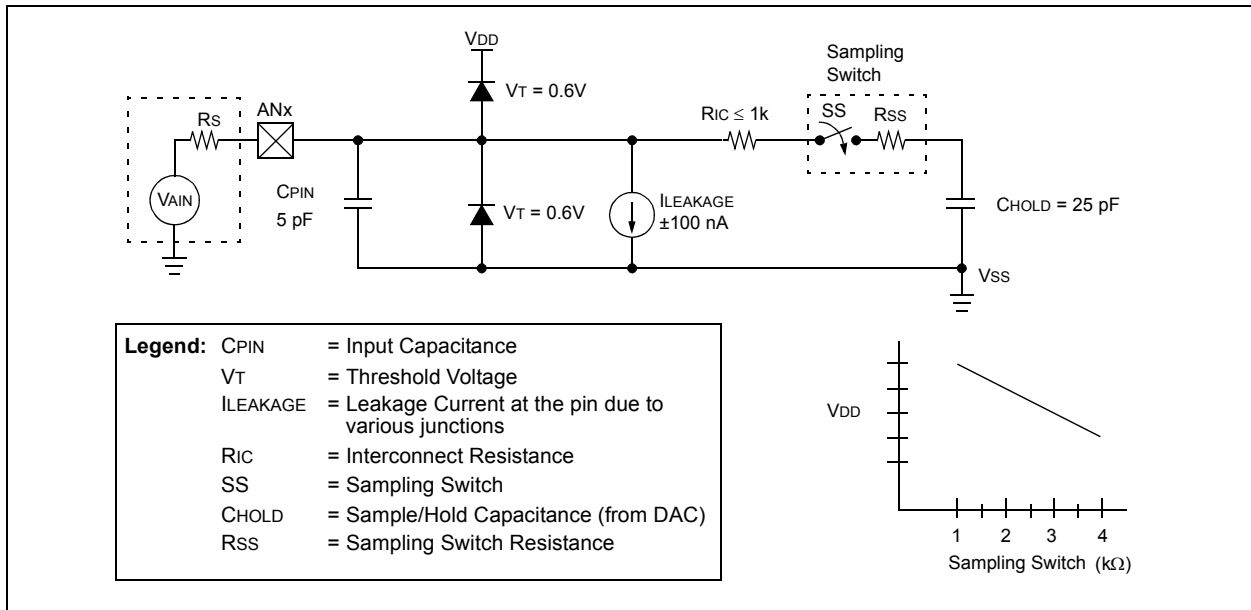 VDD
Sampling
Switch
VT = 0.6V
RS
ANx
RIC ≤ 1k
SS
RSS
VAIN
CPIN
5 pF
VT = 0.6V
ILEAKAGE
±100 nA
CHOLD = 25 pF
VSS
Legend: CPIN = Input Capacitance
VT = Threshold Voltage
ILEAKAGE = Leakage Current at the pin due to
various junctions
RIC = Interconnect Resistance
SS = Sampling Switch
CHOLD = Sample/Hold Capacitance (from DAC)
RSS = Sampling Switch Resistance
VDD
1 2 3 4
Sampling Switch (kΩ)